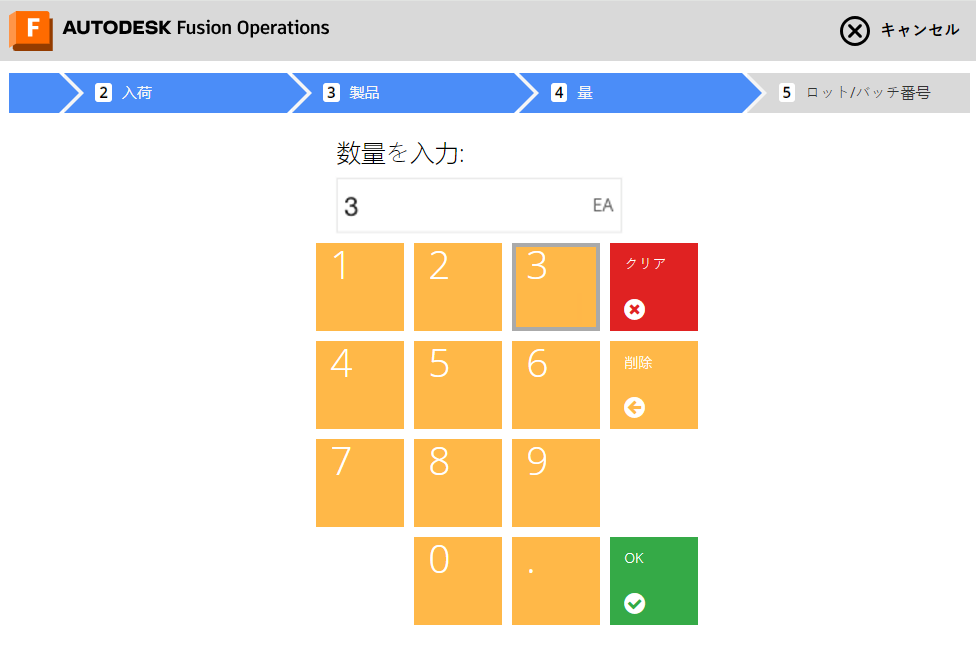 F AUTODESK Fusion Operations
キャンセル
2 入荷
3 製品
4 量
5 ロット/バッチ番号
数量を入力:
3 EA
1 2 3 クリア
4 5 6 削除
7 8 9
0 . OK